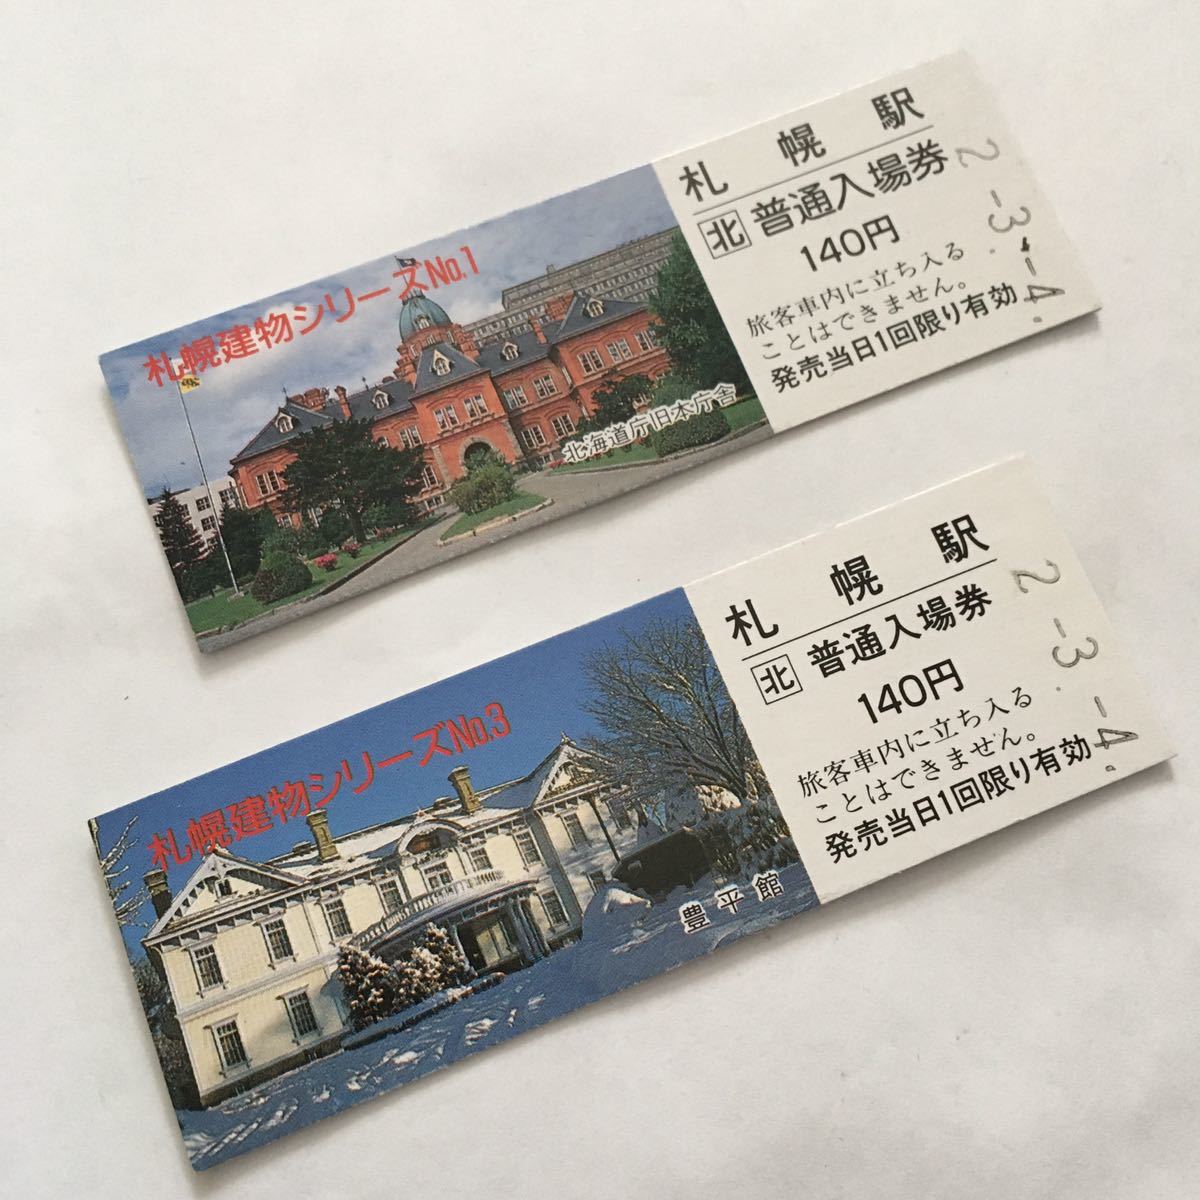 札幌建物シリーズNo.1
北海道庁旧本庁舎
札幌駅
北 普通入場券
140円
旅客車内に立ち入る
ことはできません。
発売当日1回限り有効
2.-3.-4.
札幌建物シリーズNo.3
豊平館
札幌駅
北 普通入場券
140円
旅客車内に立ち入る
ことはできません。
発売当日1回限り有効
2.-3.-4.